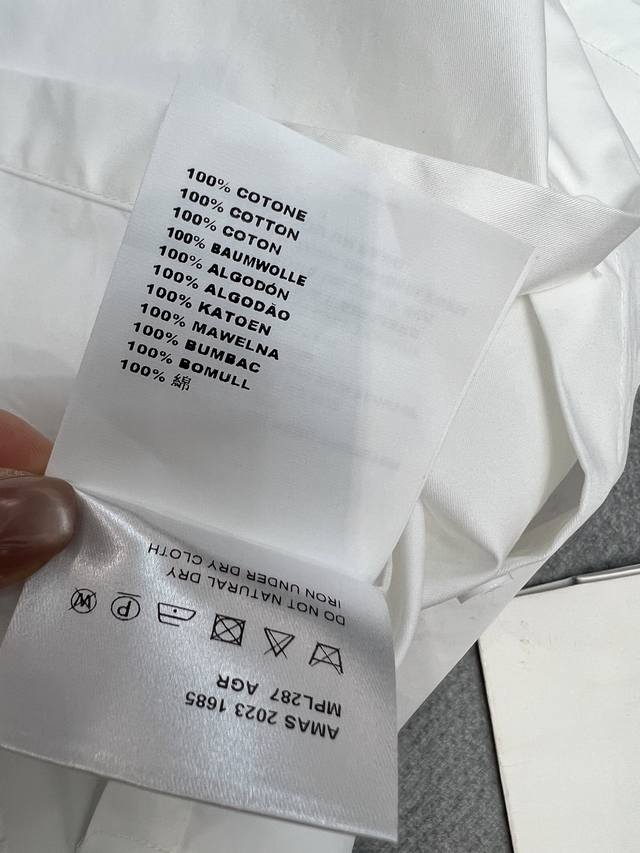 100% COTONE
100% COTTON
100% COTON
100% BAUMWOLLE
100% ALGODÓN
100% ALGODÃO
100% KATOEN
100% MAWELNA
100% BUMBAC
100% BOMULL
100% 綿
AMAS 2023 1685
MPL287 AGR
P W
DO NOT NATURAL DRY
IRON UNDER DRY CLOTH